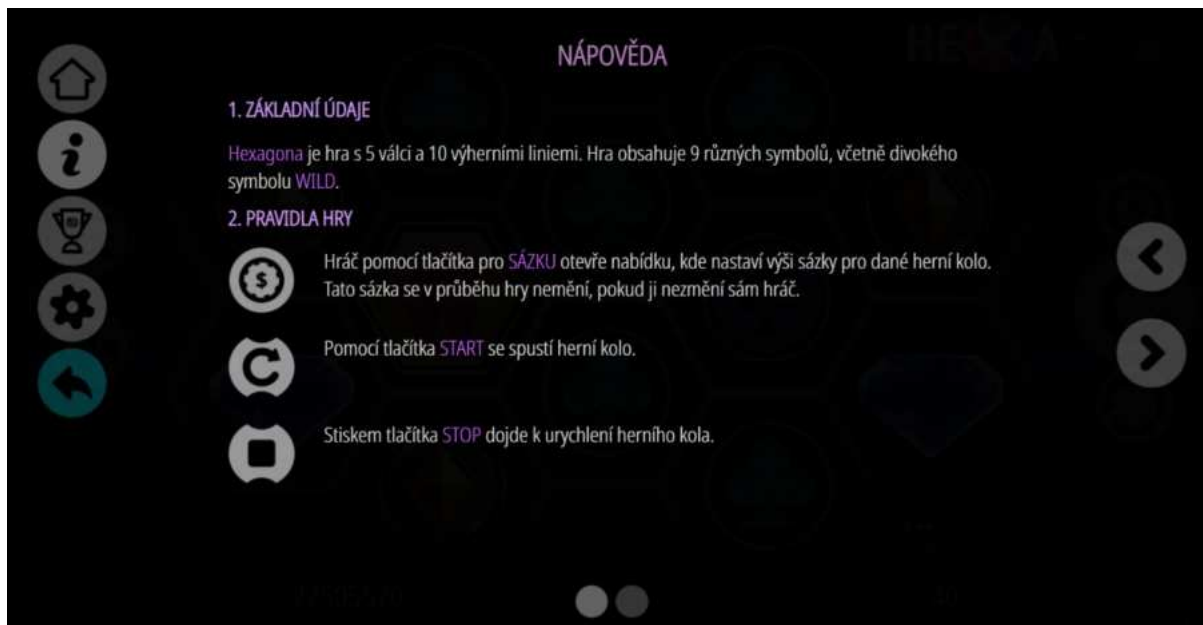 NÁPOVĚDA
1. ZÁKLADNÍ ÚDAJE
Hexagona je hra s 5 válci a 10 výherními liniemi. Hra obsahuje 9 různých symbolů, včetně divokého
symbolu WILD.
2. PRAVIDLA HRY
Hráč pomocí tlačítka pro SÁZKU otevře nabídku, kde nastaví výši sázky pro dané herní kolo.
Tato sázka se v průběhu hry nemění, pokud ji nezmění sám hráč.
Pomocí tlačítka START se spustí herní kolo.
Stiskem tlačítka STOP dojde k urychlení herního kola.